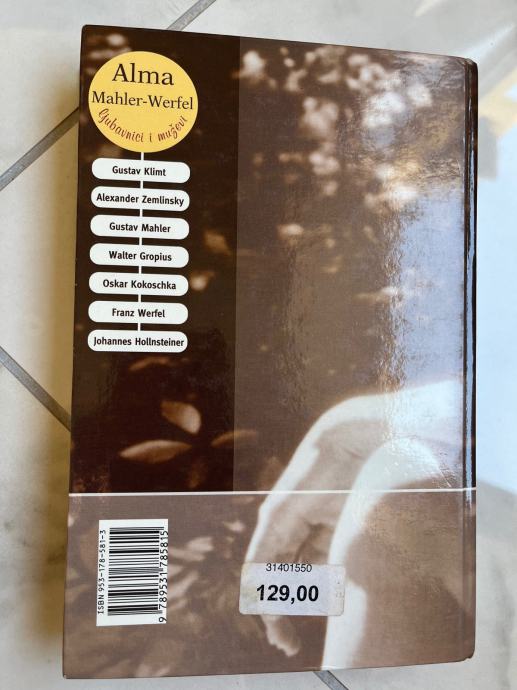 Alma
Mahler-Werfel
ljubavnici i muževi
Gustav Klimt
Alexander Zemlinsky
Gustav Mahler
Walter Gropius
Oskar Kokoschka
Franz Werfel
Johannes Hollnsteiner
ISBN 953-178-581-3
9 789531 785815
31401550
129,00